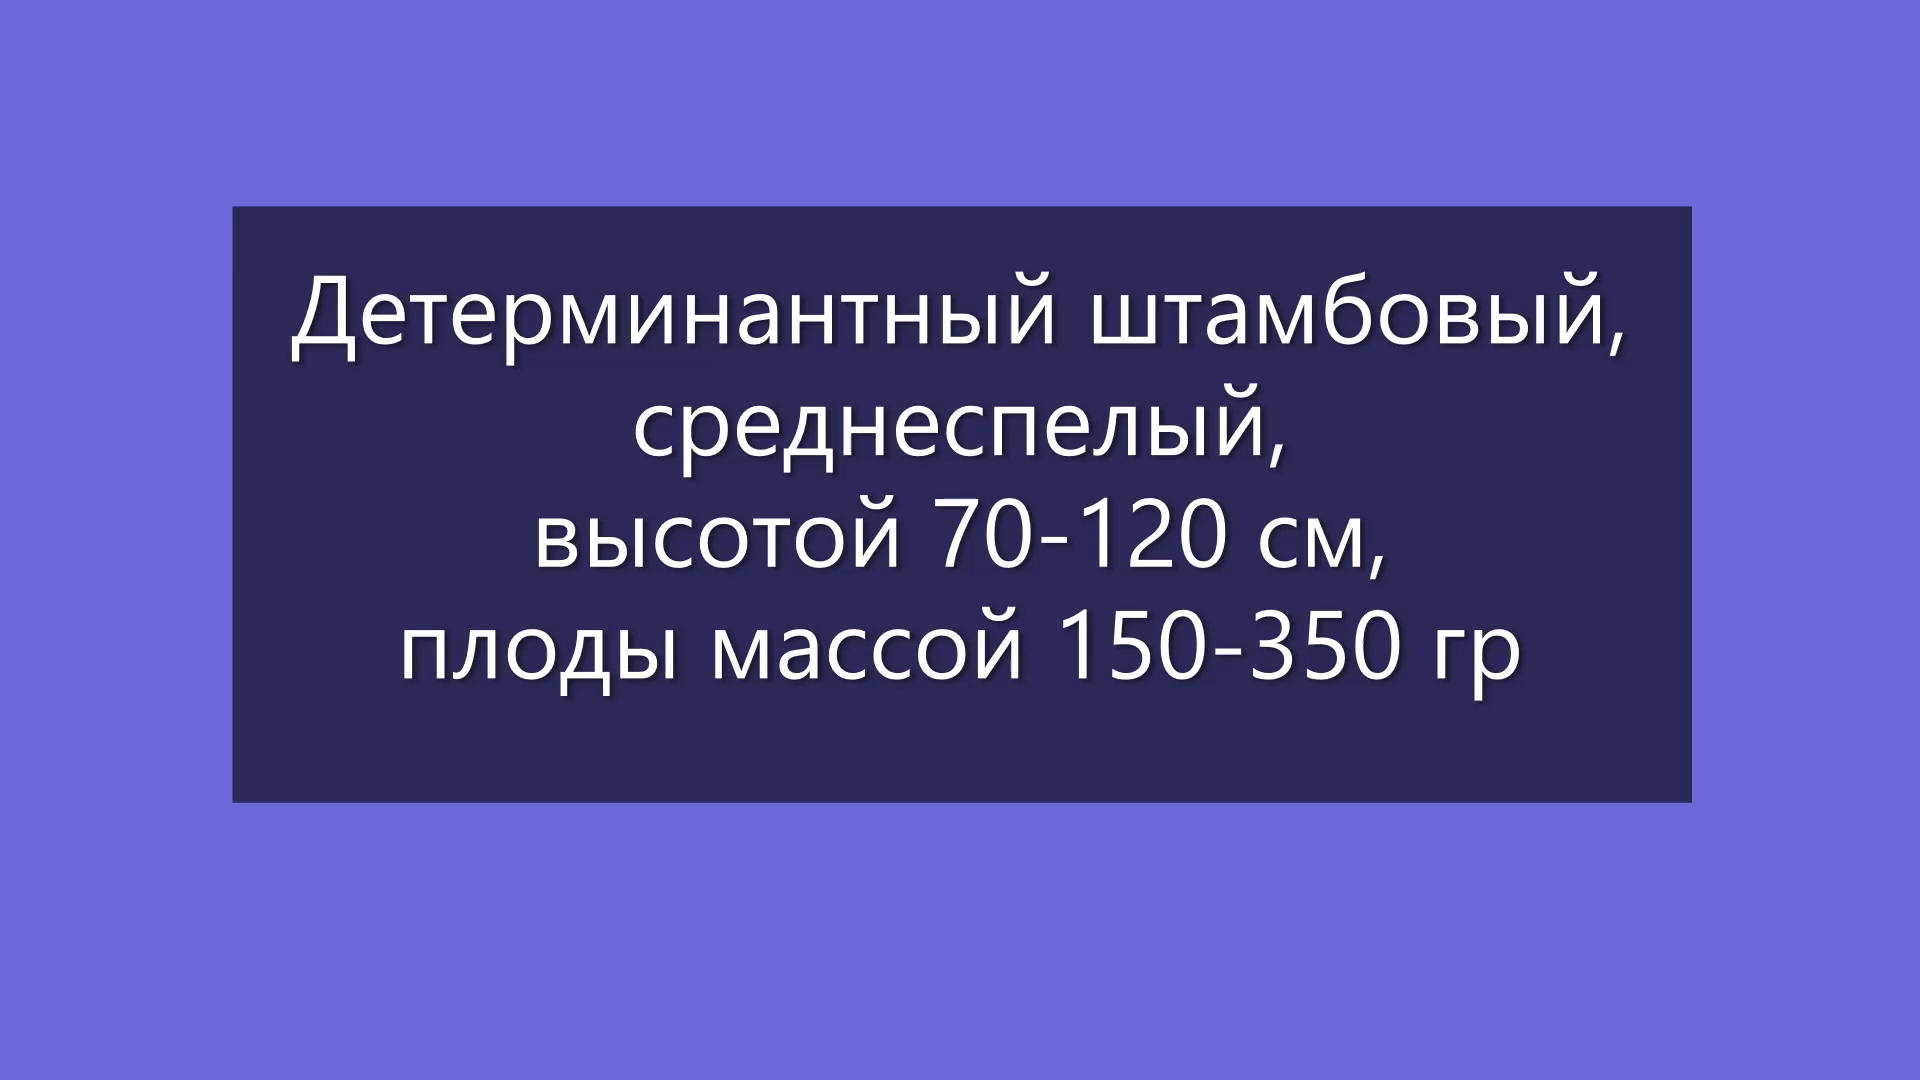 Детерминантный штамбовый,
среднеспелый,
высотой 70-120 см,
плоды массой 150-350 гр